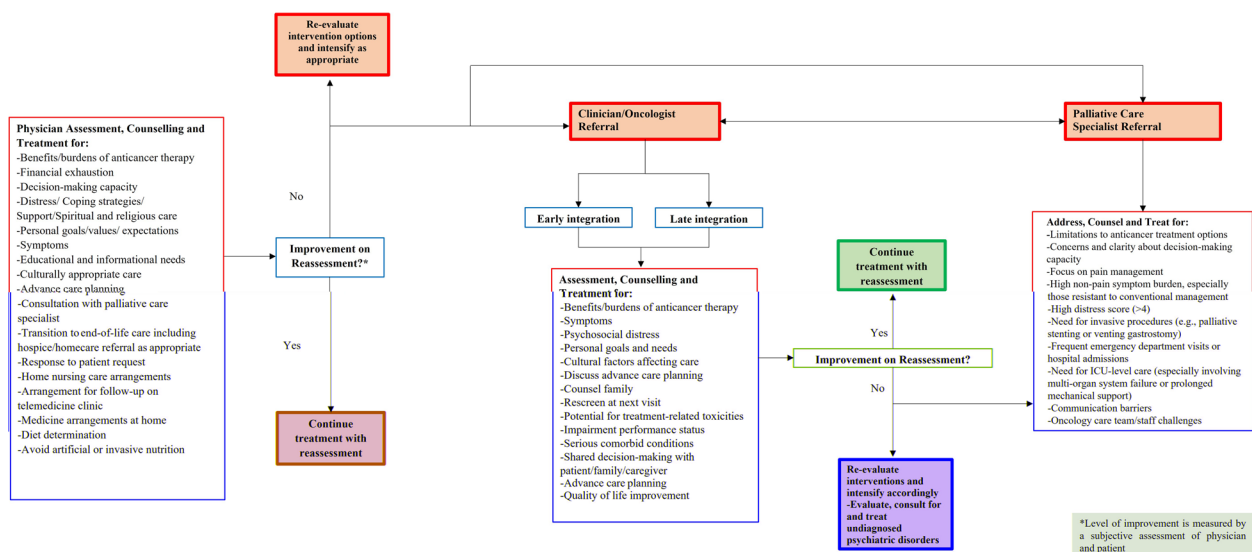 Re-evaluate
intervention options
and intensify as
appropriate
Physician Assessment, Counselling and
Treatment for:
-Benefits/burdens of anticancer therapy
-Financial exhaustion
-Decision-making capacity
-Distress/ Coping strategies/
Support/Spiritual and religious care
-Personal goals/values/ expectations
-Symptoms
-Educational and informational needs
-Culturally appropriate care
-Advance care planning
-Consultation with palliative care
specialist
-Transition to end-of-life care including
hospice/homecare referral as appropriate
-Response to patient request
-Home nursing care arrangements
-Arrangement for follow-up on
telemedicine clinic
-Medicine arrangements at home
-Diet determination
-Avoid artificial or invasive nutrition
No
Improvement on
Reassessment?*
Yes
Continue
treatment with
reassessment
Clinician/Oncologist
Referral
Early integration
Late integration
Assessment, Counselling and
Treatment for:
-Benefits/burdens of anticancer therapy
-Symptoms
-Psychosocial distress
-Personal goals and needs
-Cultural factors affecting care
-Discuss advance care planning
-Counsel family
-Rescreen at next visit
-Potential for treatment-related toxicities
-Impairment performance status
-Serious comorbid conditions
-Shared decision-making with
patient/family/caregiver
-Advance care planning
-Quality of life improvement
Continue
treatment with
reassessment
Yes
Improvement on Reassessment?
No
Re-evaluate
interventions and
intensify accordingly
-Evaluate, consult for
and treat
undiagnosed
psychiatric disorders
Palliative Care
Specialist Referral
Address, Counsel and Treat for:
-Limitations to anticancer treatment options
-Concerns and clarity about decision-making
capacity
-Focus on pain management
-High non-pain symptom burden, especially
those resistant to conventional management
-High distress score (>4)
-Need for invasive procedures (e.g., palliative
stenting or venting gastrostomy)
-Frequent emergency department visits or
hospital admissions
-Need for ICU-level care (especially involving
multi-organ system failure or prolonged
mechanical support)
-Communication barriers
-Oncology care team/staff challenges
*Level of improvement is measured by
a subjective assessment of physician
and patient